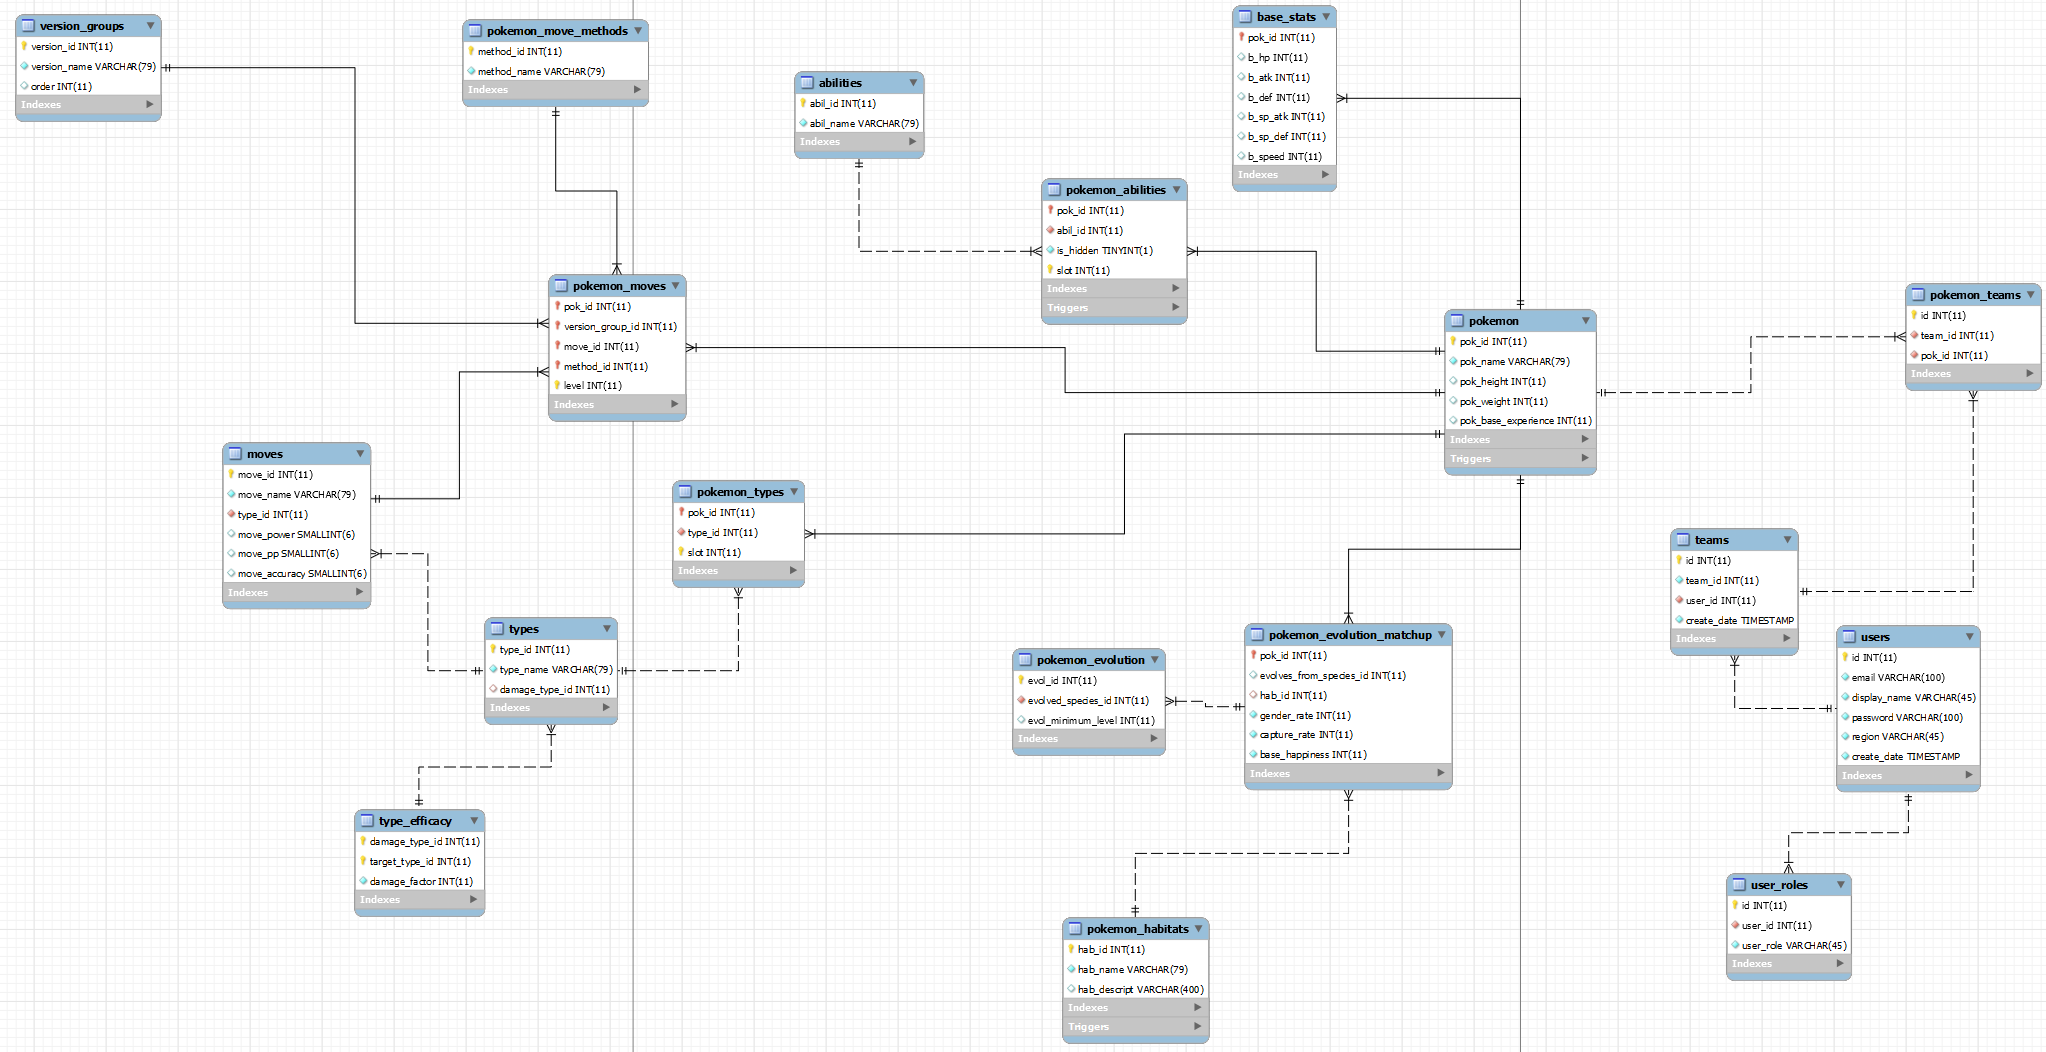 version_groups
version_id INT(11)
version_name VARCHAR(79)
order INT(11)
Indexes
pokemon_move_methods
method_id INT(11)
method_name VARCHAR(79)
Indexes
abilities
abil_id INT(11)
abil_name VARCHAR(79)
Indexes
base_stats
pok_id INT(11)
b_hp INT(11)
b_atk INT(11)
b_def INT(11)
b_sp_atk INT(11)
b_sp_def INT(11)
b_speed INT(11)
Indexes
pokemon_abilities
pok_id INT(11)
abil_id INT(11)
is_hidden TINYINT(1)
slot INT(11)
Indexes
Triggers
pokemon_moves
pok_id INT(11)
version_group_id INT(11)
move_id INT(11)
method_id INT(11)
level INT(11)
Indexes
pokemon
pok_id INT(11)
pok_name VARCHAR(79)
pok_height INT(11)
pok_weight INT(11)
pok_base_experience INT(11)
Indexes
Triggers
pokemon_teams
id INT(11)
team_id INT(11)
pok_id INT(11)
Indexes
moves
move_id INT(11)
move_name VARCHAR(79)
type_id INT(11)
move_power SMALLINT(6)
move_pp SMALLINT(6)
move_accuracy SMALLINT(6)
Indexes
pokemon_types
pok_id INT(11)
type_id INT(11)
slot INT(11)
Indexes
teams
id INT(11)
team_id INT(11)
user_id INT(11)
create_date TIMESTAMP
Indexes
types
type_id INT(11)
type_name VARCHAR(79)
damage_type_id INT(11)
Indexes
pokemon_evolution
evol_id INT(11)
evolved_species_id INT(11)
evol_minimum_level INT(11)
Indexes
pokemon_evolution_matchup
pok_id INT(11)
evolves_from_species_id INT(11)
hab_id INT(11)
gender_rate INT(11)
capture_rate INT(11)
base_happiness INT(11)
Indexes
users
id INT(11)
email VARCHAR(100)
display_name VARCHAR(45)
password VARCHAR(100)
region VARCHAR(45)
create_date TIMESTAMP
Indexes
type_efficacy
damage_type_id INT(11)
target_type_id INT(11)
damage_factor INT(11)
Indexes
user_roles
id INT(11)
user_id INT(11)
user_role VARCHAR(45)
Indexes
pokemon_habitats
hab_id INT(11)
hab_name VARCHAR(79)
hab_descript VARCHAR(400)
Indexes
Triggers